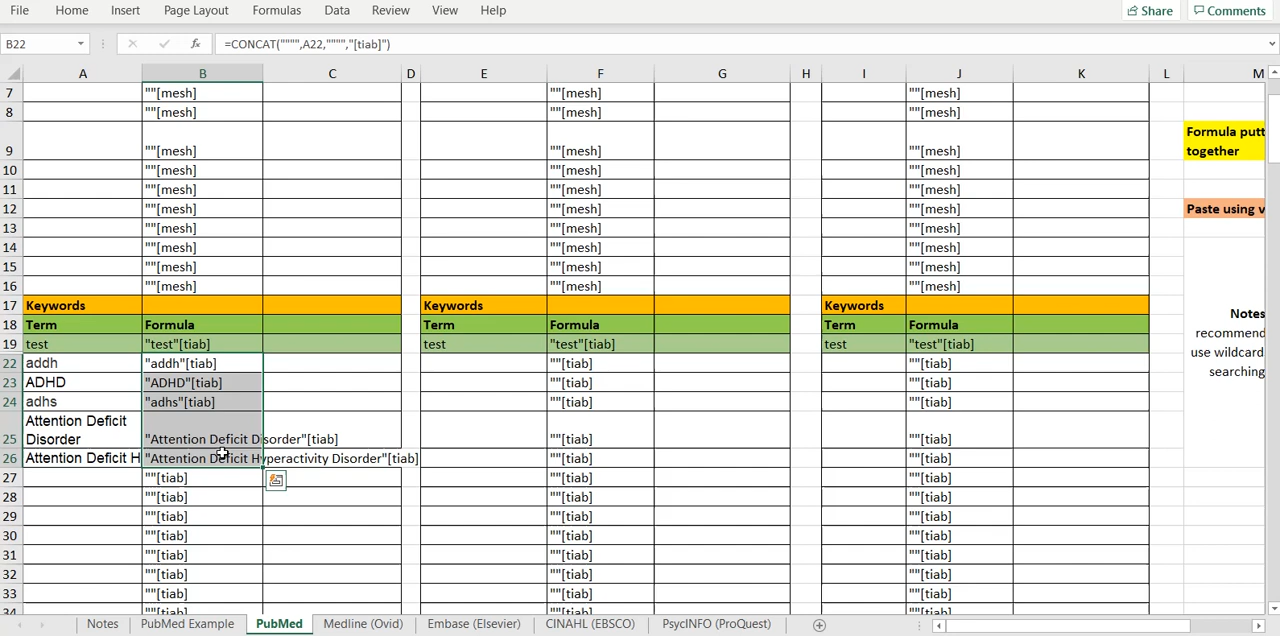 File Home Insert Page Layout Formulas Data Review View Help Share Comments
B22 fx =CONCAT("""",A22,"""","[tiab]")
A B C D E F G H I J K L M
7 ""[mesh] ""[mesh] ""[mesh]
8 ""[mesh] ""[mesh] ""[mesh]
Formula putt
9 ""[mesh] ""[mesh] ""[mesh] together
10 ""[mesh] ""[mesh] ""[mesh]
11 ""[mesh] ""[mesh] ""[mesh]
12 ""[mesh] ""[mesh] ""[mesh] Paste using v
13 ""[mesh] ""[mesh] ""[mesh]
14 ""[mesh] ""[mesh] ""[mesh]
15 ""[mesh] ""[mesh] ""[mesh]
16 ""[mesh] ""[mesh] ""[mesh]
17 Keywords Keywords Keywords Notes
18 Term Formula Term Formula Term Formula recommend
19 test "test"[tiab] test "test"[tiab] test "test"[tiab] use wildcard
22 addh "addh"[tiab] ""[tiab] ""[tiab] searching
23 ADHD "ADHD"[tiab] ""[tiab] ""[tiab]
24 adhs "adhs"[tiab] ""[tiab] ""[tiab]
Attention Deficit
25 Disorder "Attention Deficit Disorder"[tiab] ""[tiab] ""[tiab]
26 Attention Deficit H "Attention Deficit Hyperactivity Disorder"[tiab] ""[tiab] ""[tiab]
27 ""[tiab] ""[tiab] ""[tiab]
28 ""[tiab] ""[tiab] ""[tiab]
29 ""[tiab] ""[tiab] ""[tiab]
30 ""[tiab] ""[tiab] ""[tiab]
31 ""[tiab] ""[tiab] ""[tiab]
32 ""[tiab] ""[tiab] ""[tiab]
33 ""[tiab] ""[tiab] ""[tiab]
34 ""[tiab] ""[tiab] ""[tiab]
Notes PubMed Example PubMed Medline (Ovid) Embase (Elsevier) CINAHL (EBSCO) PsycINFO (ProQuest)